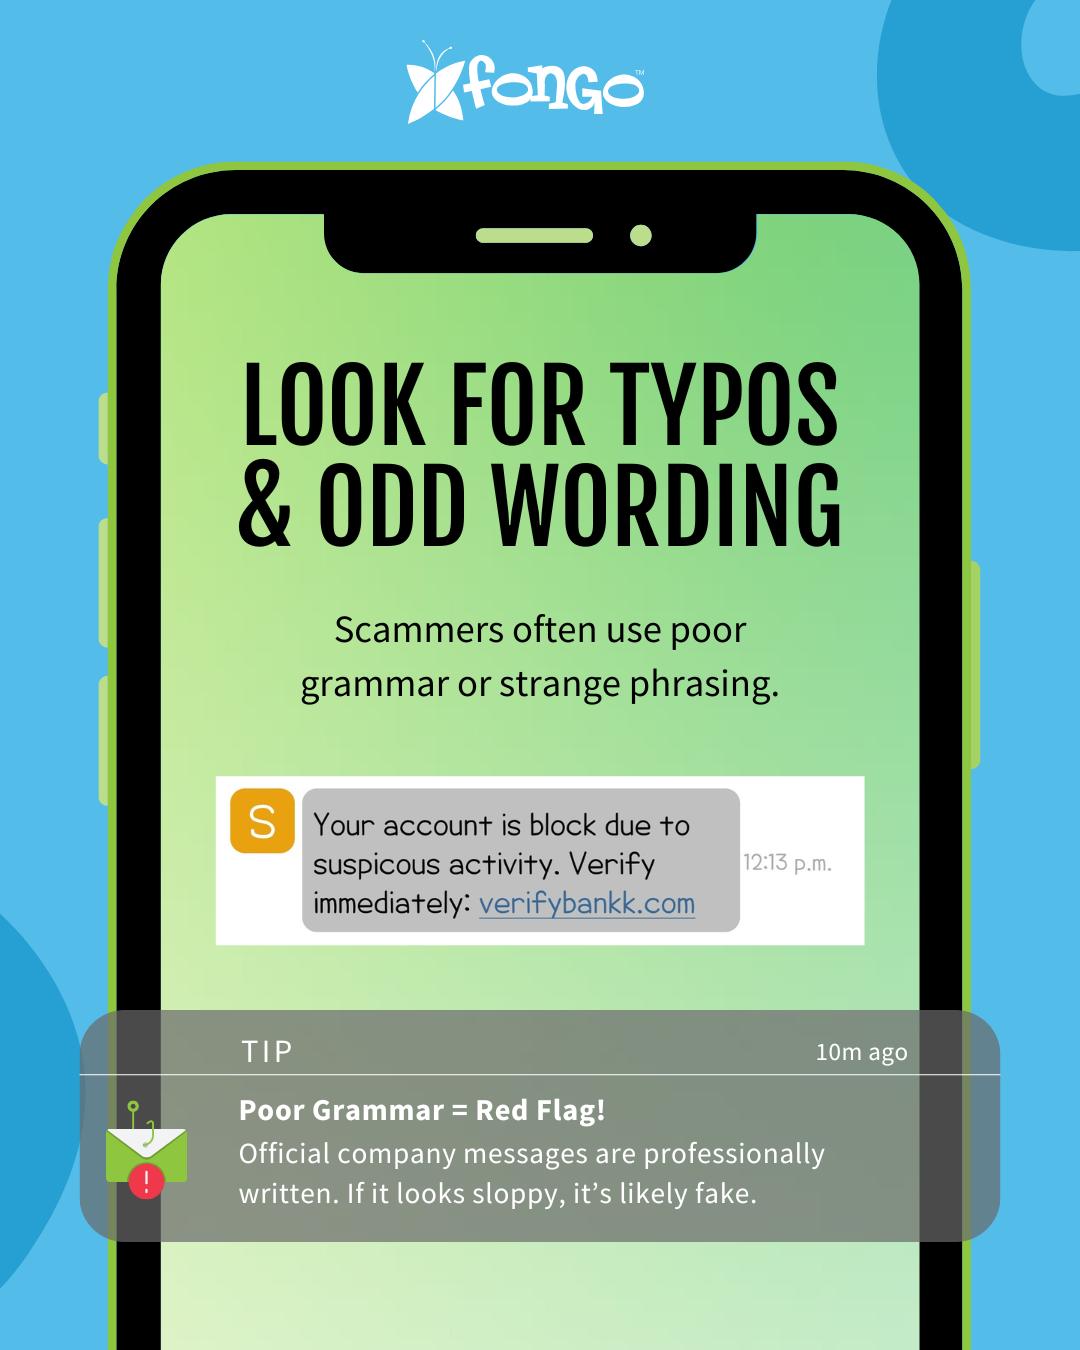 fongo™
LOOK FOR TYPOS
& ODD WORDING
Scammers often use poor
grammar or strange phrasing.
S
Your account is block due to
suspicous activity. Verify
immediately: verifybankk.com
12:13 p.m.
TIP
10m ago
Poor Grammar = Red Flag!
Official company messages are professionally
written. If it looks sloppy, it’s likely fake.
!